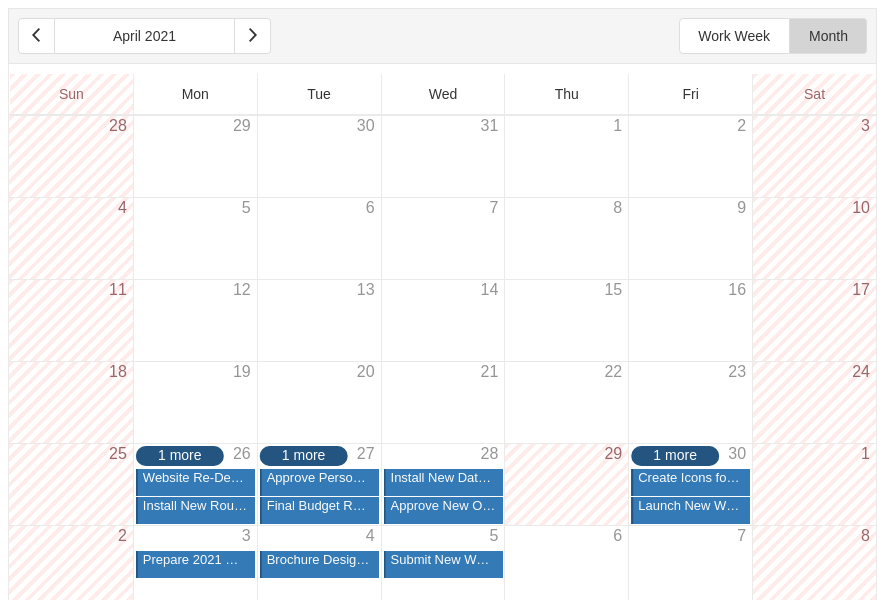 April 2021 Work Week Month
Sun Mon Tue Wed Thu Fri Sat
28 29 30 31 1 2 3
4 5 6 7 8 9 10
11 12 13 14 15 16 17
18 19 20 21 22 23 24
25 1 more 26 1 more 27 28 29 1 more 30 1
Website Re-De... Approve Perso... Install New Dat... Create Icons fo...
Install New Rou... Final Budget R... Approve New O... Launch New W...
2 3 4 5 6 7 8
Prepare 2021 ... Brochure Desig... Submit New W...